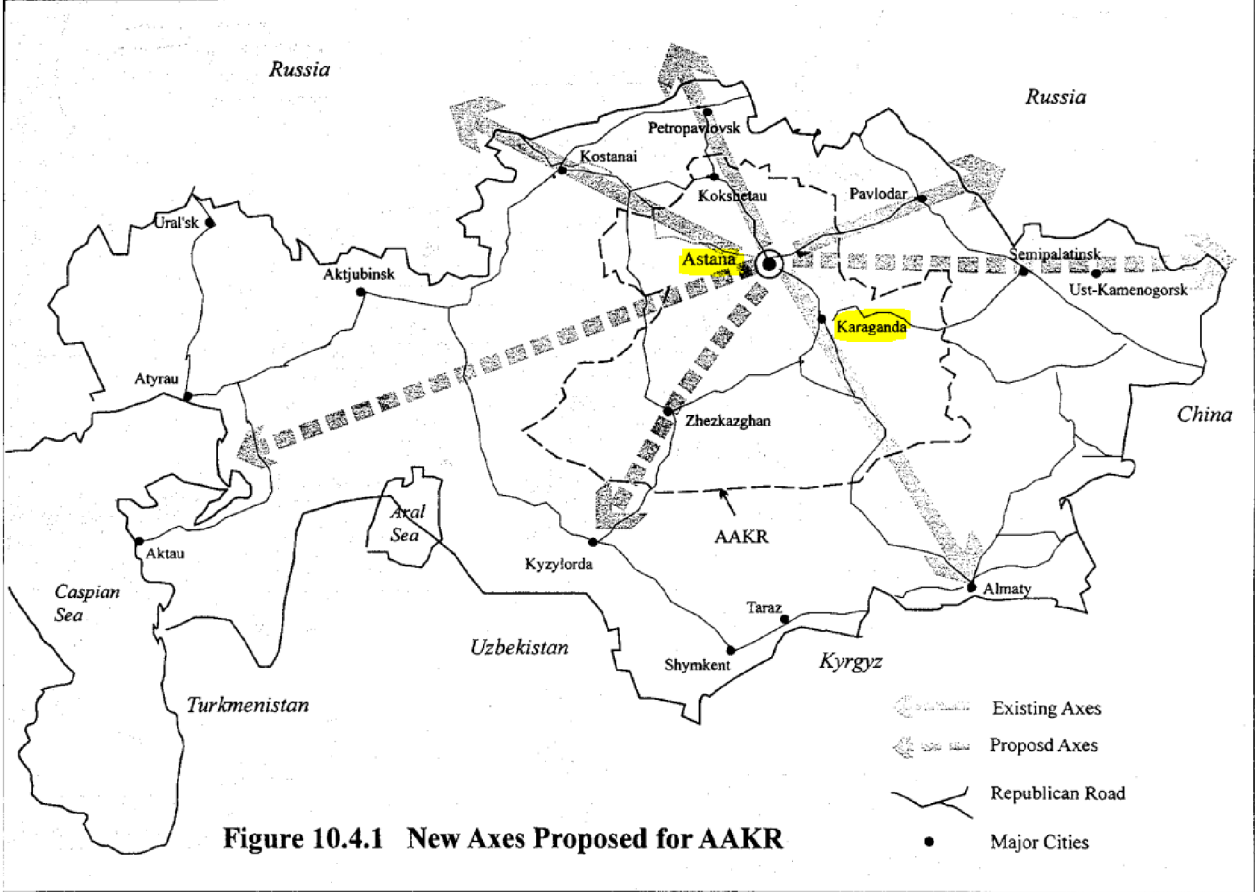 Russia
Russia
Petropavlovsk
Kostanai
Kokshetau
Pavlodar
Ural'sk
Astana
Semipalatinsk
Aktjubinsk
Ust-Kamenogorsk
Karaganda
Atyrau
Zhezkazghan
China
Aral
Sea
AAKR
Aktau
Kyzylorda
Caspian
Sea
Almaty
Taraz
Uzbekistan
Shymkent
Kyrgyz
Turkmenistan
Existing Axes
Proposd Axes
Republican Road
Major Cities
Figure 10.4.1 New Axes Proposed for AAKR